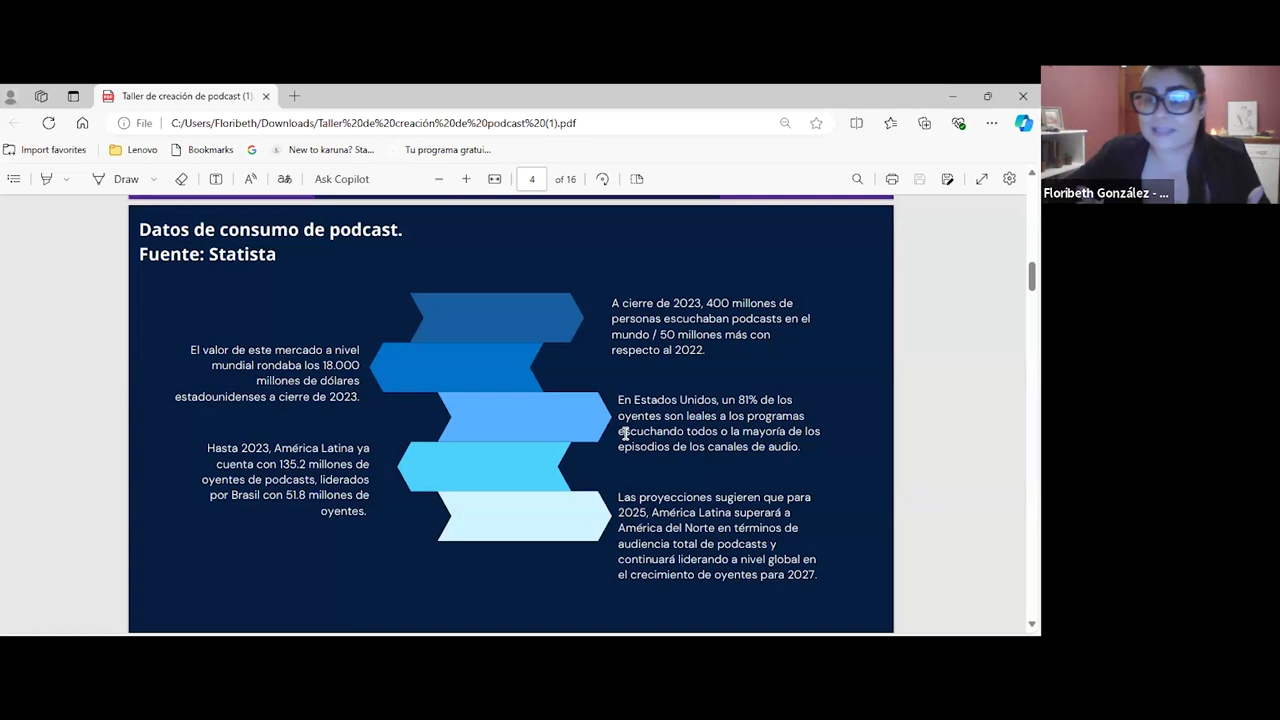 Taller de creación de podcast (1).
File
C:/Users/Floribeth/Downloads/Taller%20de%20creación%20de%20podcast%20(1).pdf
Import favorites
Lenovo
Bookmarks
New to karuna? Sta...
Tu programa gratui...
Draw
Ask Copilot
4
of 16
Floribeth González - ...
Datos de consumo de podcast.
Fuente: Statista
A cierre de 2023, 400 millones de
personas escuchaban podcasts en el
mundo / 50 millones más con
respecto al 2022.
El valor de este mercado a nivel
mundial rondaba los 18.000
millones de dólares
estadounidenses a cierre de 2023.
En Estados Unidos, un 81% de los
oyentes son leales a los programas
escuchando todos o la mayoría de los
episodios de los canales de audio.
Hasta 2023, América Latina ya
cuenta con 135.2 millones de
oyentes de podcasts, liderados
por Brasil con 51.8 millones de
oyentes.
Las proyecciones sugieren que para
2025, América Latina superará a
América del Norte en términos de
audiencia total de podcasts y
continuará liderando a nivel global en
el crecimiento de oyentes para 2027.